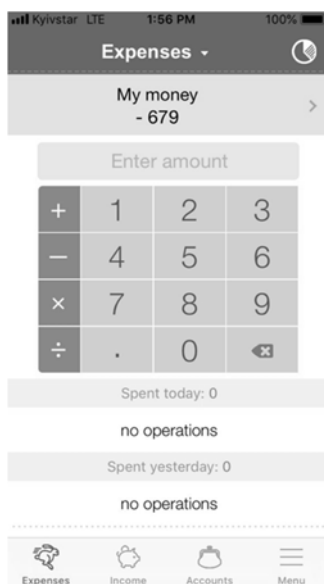 Kyivstar LTE 1:56 PM 100%
Expenses
My money
- 679
Enter amount
+ 1 2 3
— 4 5 6
× 7 8 9
÷ . 0
Spent today: 0
no operations
Spent yesterday: 0
no operations
Expenses Income Accounts Menu